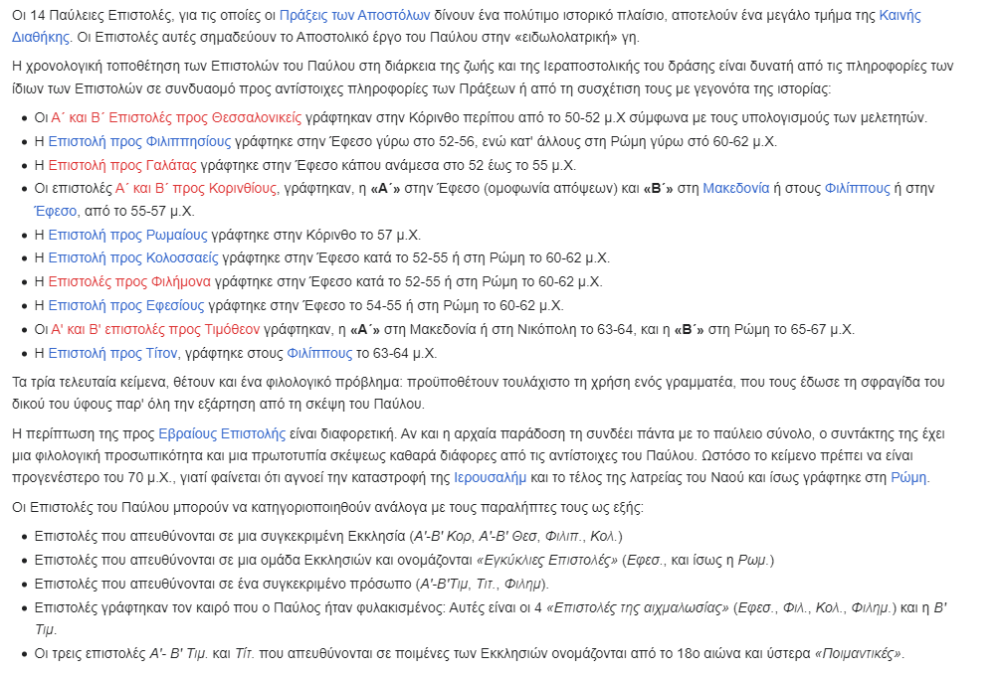 Οι 14 Παύλειες Επιστολές, για τις οποίες οι Πράξεις των Αποστόλων δίνουν ένα πολύτιμο ιστορικό πλαίσιο, αποτελούν ένα μεγάλο τμήμα της Καινής
Διαθήκης. Οι Επιστολές αυτές σημαδεύουν το Αποστολικό έργο του Παύλου στην «ειδωλολατρική» γη.
Η χρονολογική τοποθέτηση των Επιστολών του Παύλου στη διάρκεια της ζωής και της Ιεραποστολικής του δράσης είναι δυνατή από τις πληροφορίες των
ίδιων των Επιστολών σε συνδυαομό προς αντίστοιχες πληροφορίες των Πράξεων ή από τη συσχέτιση τους με γεγονότα της ιστορίας:
• Οι Α΄ και Β΄ Επιστολές προς Θεσσαλονικείς γράφτηκαν στην Κόρινθο περίπου από το 50-52 μ.Χ σύμφωνα με τους υπολογισμούς των μελετητών.
• Η Επιστολή προς Φιλιππησίους γράφτηκε στην Έφεσο γύρω στο 52-56, ενώ κατ' άλλους στη Ρώμη γύρω στό 60-62 μ.Χ.
• Η Επιστολή προς Γαλάτας γράφτηκε στην Έφεσο κάπου ανάμεσα στο 52 έως το 55 μ.Χ.
• Οι επιστολές Α΄ και Β΄ προς Κορινθίους, γράφτηκαν, η «Α΄» στην Έφεσο (ομοφωνία απόψεων) και «Β΄» στη Μακεδονία ή στους Φιλίππους ή στην
Έφεσο, από το 55-57 μ.Χ.
• Η Επιστολή προς Ρωμαίους γράφτηκε στην Κόρινθο το 57 μ.Χ.
• Η Επιστολή προς Κολοσσαείς γράφτηκε στην Έφεσο κατά το 52-55 ή στη Ρώμη το 60-62 μ.Χ.
• Η Επιστολές προς Φιλήμονα γράφτηκε στην Έφεσο κατά το 52-55 ή στη Ρώμη το 60-62 μ.Χ.
• Η Επιστολή προς Εφεσίους γράφτηκε στην Έφεσο το 54-55 ή στη Ρώμη το 60-62 μ.Χ.
• Οι Α' και Β' επιστολές προς Τιμόθεον γράφτηκαν, η «Α΄» στη Μακεδονία ή στη Νικόπολη το 63-64, και η «Β΄» στη Ρώμη το 65-67 μ.Χ.
• Η Επιστολή προς Τίτον, γράφτηκε στους Φιλίππους το 63-64 μ.Χ.
Τα τρία τελευταία κείμενα, θέτουν και ένα φιλολογικό πρόβλημα: προϋποθέτουν τουλάχιστο τη χρήση ενός γραμματέα, που τους έδωσε τη σφραγίδα του
δικού του ύφους παρ' όλη την εξάρτηση από τη σκέψη του Παύλου.
Η περίπτωση της προς Εβραίους Επιστολής είναι διαφορετική. Αν και η αρχαία παράδοση τη συνδέει πάντα με το παύλειο σύνολο, ο συντάκτης της έχει
μια φιλολογική προσωπικότητα και μια πρωτοτυπία σκέψεως καθαρά διάφορες από τις αντίστοιχες του Παύλου. Ωστόσο το κείμενο πρέπει να είναι
προγενέστερο του 70 μ.Χ., γιατί φαίνεται ότι αγνοεί την καταστροφή της Ιερουσαλήμ και το τέλος της λατρείας του Ναού και ίσως γράφτηκε στη Ρώμη.
Οι Επιστολές του Παύλου μπορούν να κατηγοριοποιηθούν ανάλογα με τους παραλήπτες τους ως εξής:
• Επιστολές που απευθύνονται σε μια συγκεκριμένη Εκκλησία (Α'-Β' Κορ, Α'-Β' Θεσ, Φιλιπ., Κολ.)
• Επιστολές που απευθύνονται σε μια ομάδα Εκκλησιών και ονομάζονται «Εγκύκλιες Επιστολές» (Εφεσ., και ίσως η Ρωμ.)
• Επιστολές που απευθύνονται σε ένα συγκεκριμένο πρόσωπο (Α'-Β'Τιμ, Τιτ., Φιλημ).
• Επιστολές γράφτηκαν τον καιρό που ο Παύλος ήταν φυλακισμένος: Αυτές είναι οι 4 «Επιστολές της αιχμαλωσίας» (Εφεσ., Φιλ., Κολ., Φιλημ.) και η Β'
Τιμ.
• Οι τρεις επιστολές Α'- Β' Τιμ. και Τίτ. που απευθύνονται σε ποιμένες των Εκκλησιών ονομάζονται από το 18ο αιώνα και ύστερα «Ποιμαντικές».